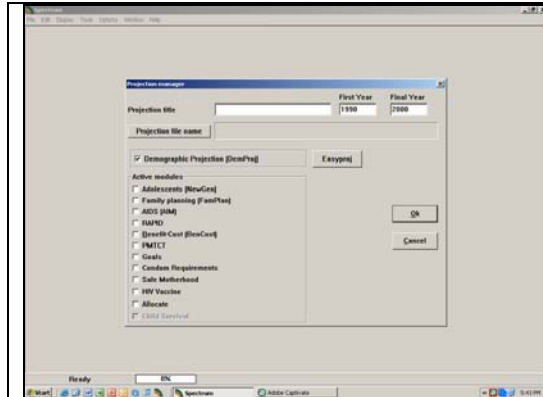 Spectrum
File Edit Display Tools Options Window Help
Projection manager
First Year Final Year
Projection title 1990 2000
Projection file name
Demographic Projection (DemProj) Easyproj
Active modules
Adolescents (NewGen)
Family planning (FamPlan)
AIDS (AIM)
RAPID
Benefit-Cost (BenCost)
PMTCT
Goals
Condom Requirements
Safe Motherhood
HIV Vaccine
Allocate
Child Survival
Ok
Cancel
Ready 0%
Start Spectrum Adobe Captivate 5:43 PM